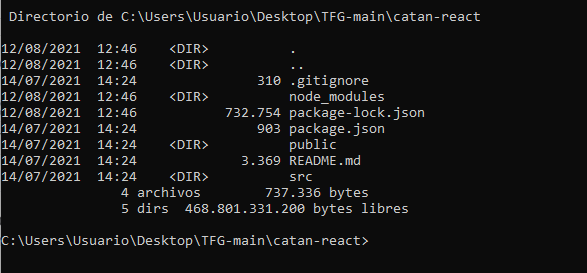 Directorio de C:\Users\Usuario\Desktop\TFG-main\catan-react
12/08/2021  12:46    <DIR>          .
12/08/2021  12:46    <DIR>          ..
14/07/2021  14:24               310 .gitignore
12/08/2021  12:46    <DIR>          node_modules
12/08/2021  12:46           732.754 package-lock.json
14/07/2021  14:24               903 package.json
14/07/2021  14:24    <DIR>          public
14/07/2021  14:24             3.369 README.md
14/07/2021  14:24    <DIR>          src
4 archivos        737.336 bytes
5 dirs  468.801.331.200 bytes libres
C:\Users\Usuario\Desktop\TFG-main\catan-react>